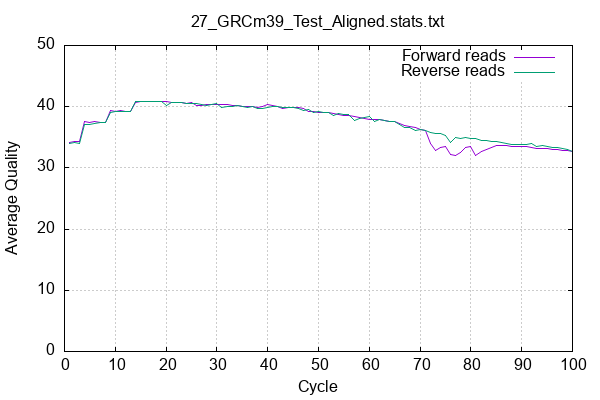 27_GRCm39_Test_Aligned.stats.txt
Forward reads
Reverse reads
Average Quality
50
40
30
20
10
0
0 10 20 30 40 50 60 70 80 90 100
Cycle